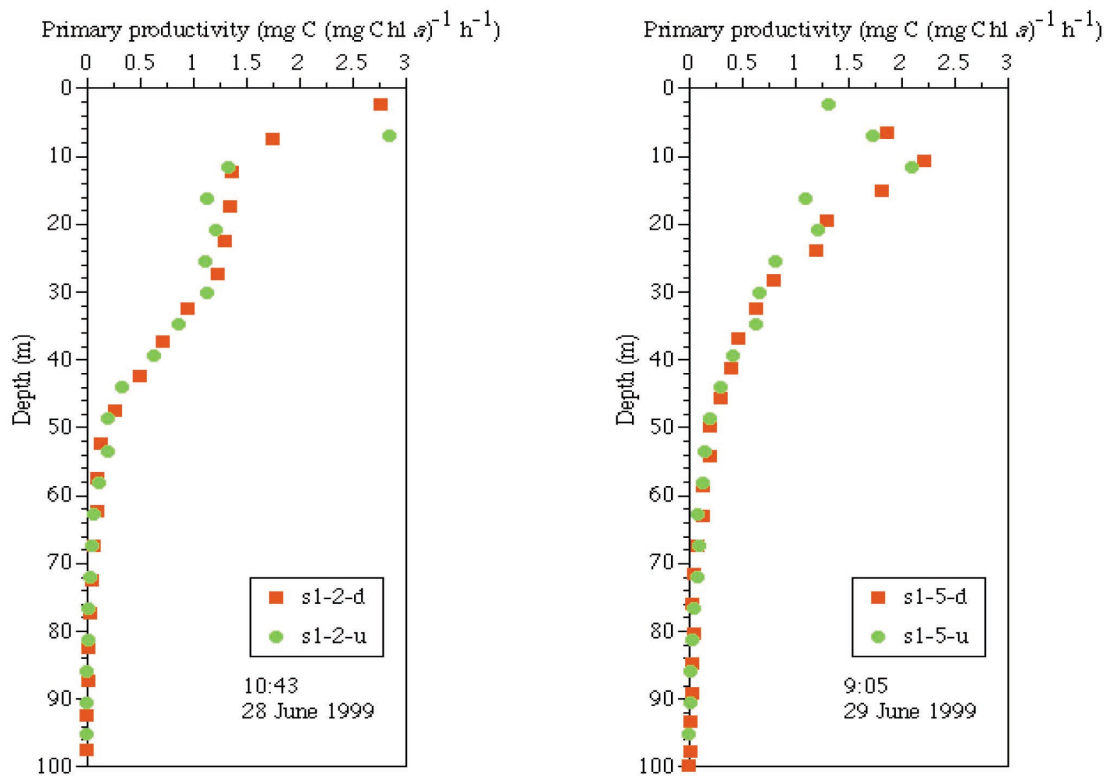 Primary productivity (mg C (mg Chl a)⁻¹ h⁻¹)
0 0.5 1 1.5 2 2.5 3
0
10
20
30
40
50
60
70
80
90
100
Depth (m)
s1-2-d
s1-2-u
10:43
28 June 1999
Primary productivity (mg C (mg Chl a)⁻¹ h⁻¹)
0 0.5 1 1.5 2 2.5 3
0
10
20
30
40
50
60
70
80
90
100
Depth (m)
s1-5-d
s1-5-u
9:05
29 June 1999